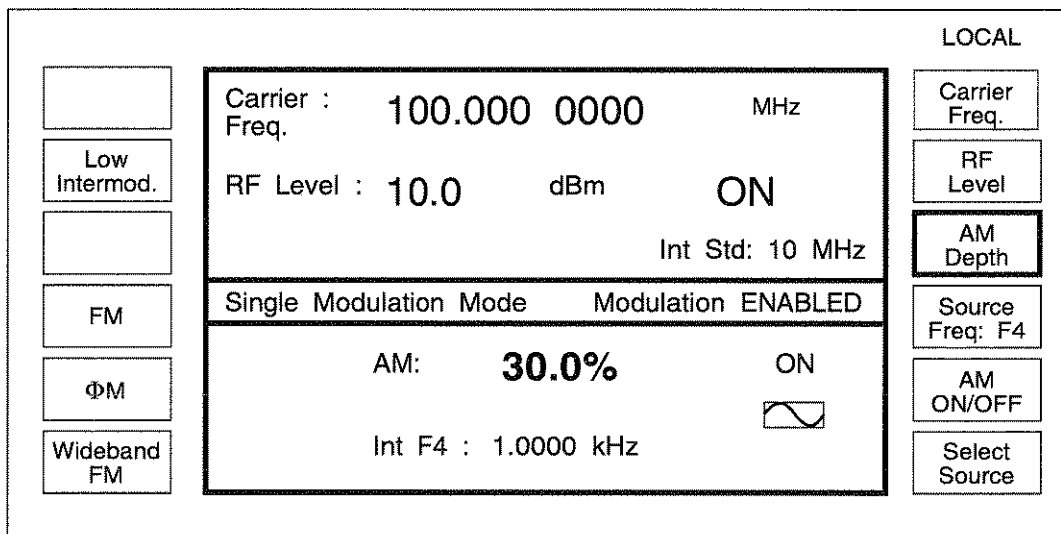 LOCAL
Low
Intermod.
FM
ΦM
Wideband
FM
Carrier :
Freq.
100.000 0000
MHz
RF Level :
10.0
dBm
ON
Int Std: 10 MHz
Single Modulation Mode
Modulation ENABLED
AM:
30.0%
ON
Int F4 : 1.0000 kHz
Carrier
Freq.
RF
Level
AM
Depth
Source
Freq: F4
AM
ON/OFF
Select
Source